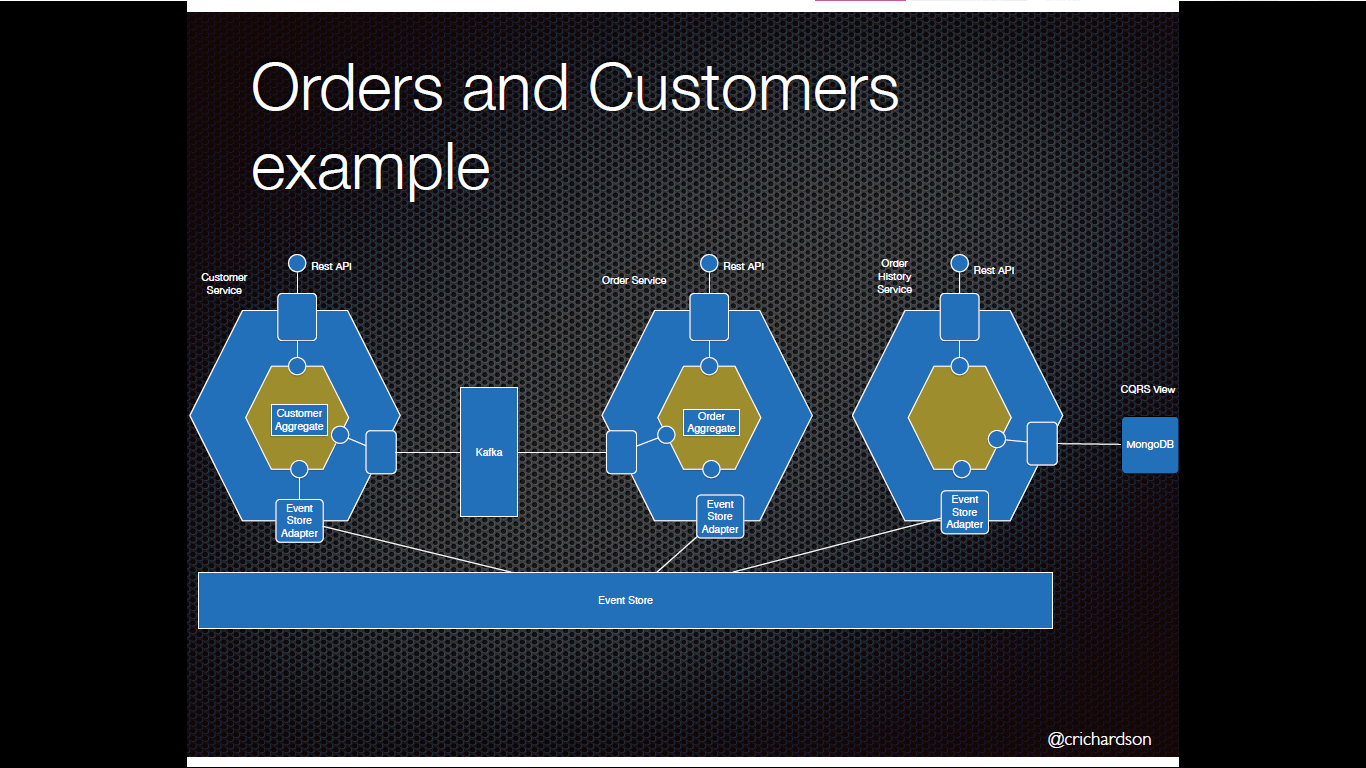 Orders and Customers
example
Customer
Service
Rest API
Order Service
Rest API
Order
History
Service
Rest API
Customer
Aggregate
Kafka
Order
Aggregate
CQRS View
MongoDB
Event
Store
Adapter
Event
Store
Adapter
Event
Store
Adapter
Event Store
@crichardson